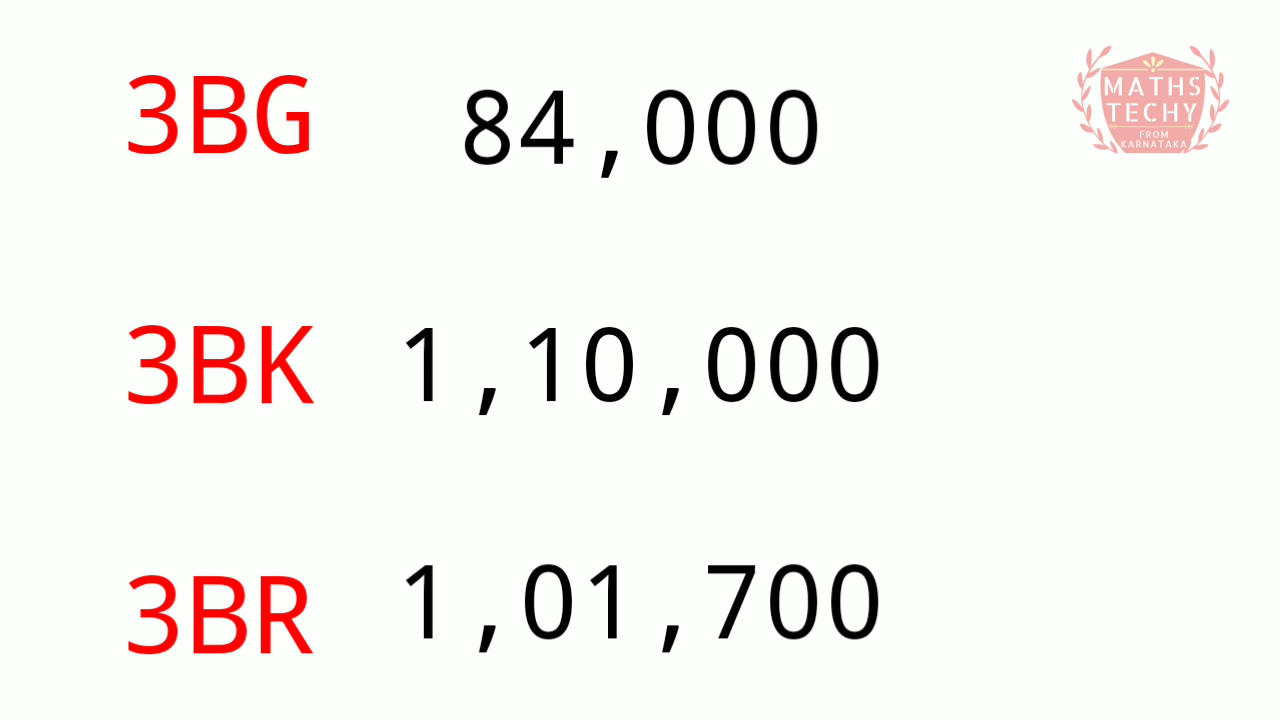 3BG 84,000
MATHS
TECHY
FROM
KARNATAKA
3BK 1,10,000
3BR 1,01,700